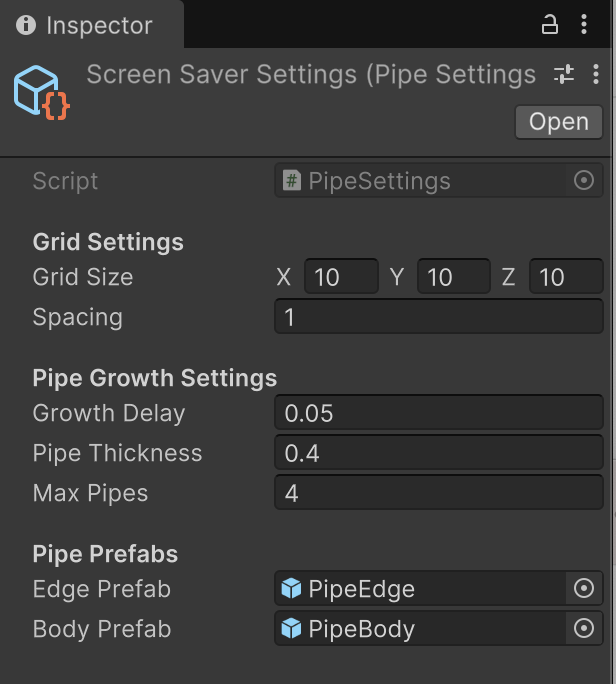 Inspector
Screen Saver Settings (Pipe Settings
Open
Script # PipeSettings
Grid Settings
Grid Size X 10 Y 10 Z 10
Spacing 1
Pipe Growth Settings
Growth Delay 0.05
Pipe Thickness 0.4
Max Pipes 4
Pipe Prefabs
Edge Prefab PipeEdge
Body Prefab PipeBody